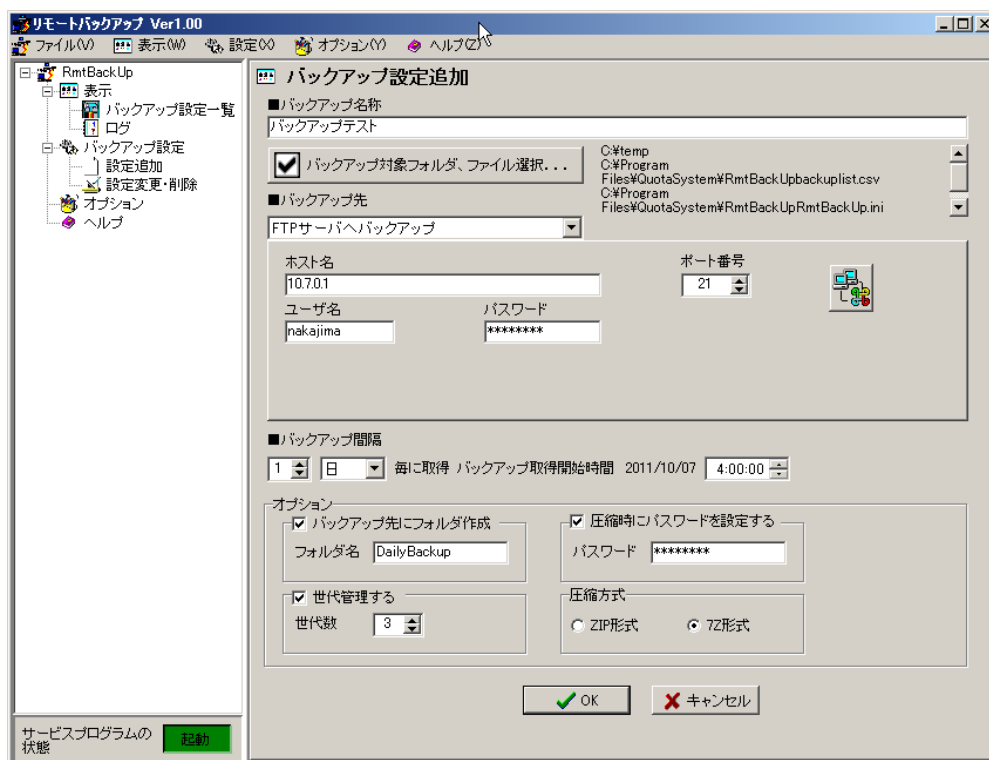 リモートバックアップ Ver1.00
ファイル(V) 表示(W) 設定(X) オプション(Y) ヘルプ(Z)
RmtBackUp
表示
バックアップ設定一覧
ログ
バックアップ設定
設定追加
設定変更・削除
オプション
ヘルプ
バックアップ設定追加
■バックアップ名称
バックアップテスト
バックアップ対象フォルダ、ファイル選択...
C:¥temp
C:¥Program
Files¥QuotaSystem¥RmtBackUpbackuplist.csv
C:¥Program
Files¥QuotaSystem¥RmtBackUpRmtBackUp.ini
■バックアップ先
FTPサーバへバックアップ
ホスト名 ポート番号
10.7.0.1 21
ユーザ名 パスワード
nakajima ********
■バックアップ間隔
1 日 毎に取得 バックアップ取得開始時間 2011/10/07 4:00:00
オプション
バックアップ先にフォルダ作成
フォルダ名 DailyBackup
圧縮時にパスワードを設定する
パスワード ********
世代管理する
世代数 3
圧縮方式
ZIP形式 7Z形式
OK キャンセル
サービスプログラムの
状態
起動